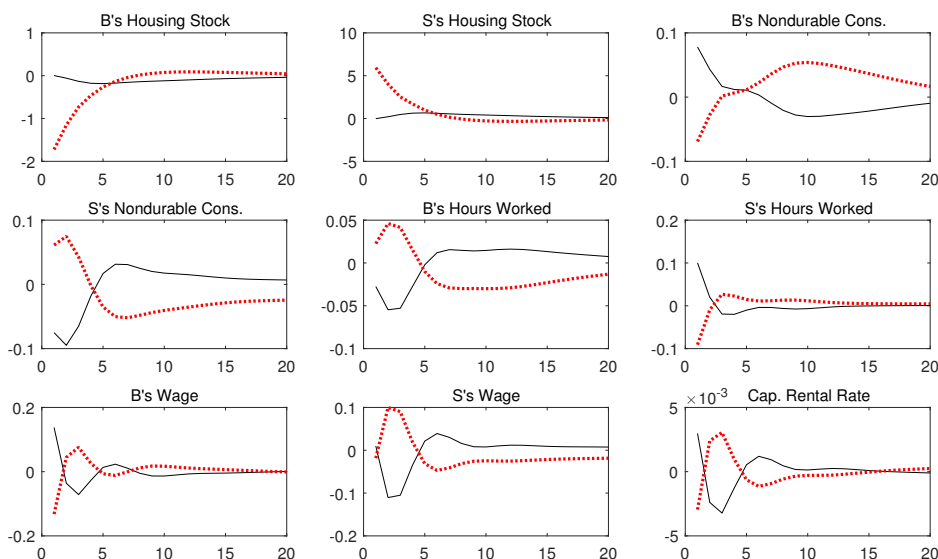 B's Housing Stock
1
0
-1
-2
0 5 10 15 20
S's Housing Stock
10
5
0
-5
0 5 10 15 20
B's Nondurable Cons.
0.1
0
-0.1
0 5 10 15 20
S's Nondurable Cons.
0.1
0
-0.1
0 5 10 15 20
B's Hours Worked
0.05
0
-0.05
-0.1
0 5 10 15 20
S's Hours Worked
0.2
0.1
0
-0.1
0 5 10 15 20
B's Wage
0.2
0
-0.2
0 5 10 15 20
S's Wage
0.1
0
-0.1
-0.2
0 5 10 15 20
Cap. Rental Rate
×10⁻³
5
0
-5
0 5 10 15 20